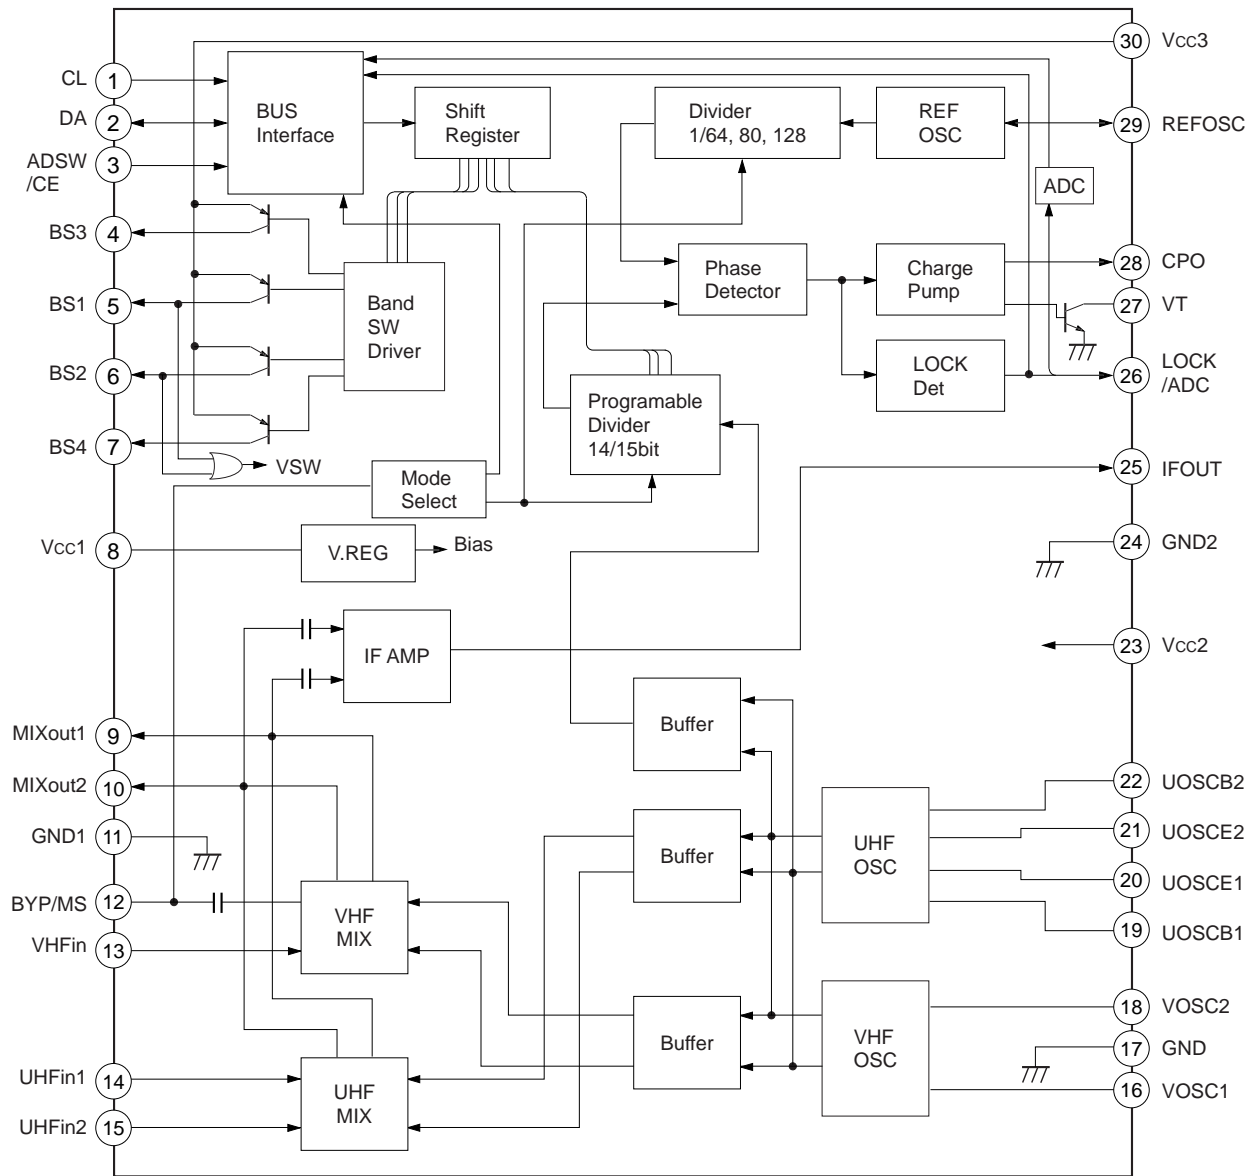 CL
1
DA
2
ADSW
/CE
3
BS3
4
BS1
5
BS2
6
BS4
7
Vcc1
8
MIXout1
9
MIXout2
10
GND1
11
BYP/MS
12
VHFin
13
UHFin1
14
UHFin2
15
BUS
Interface
Shift
Register
Divider
1/64, 80, 128
REF
OSC
ADC
Band
SW
Driver
Phase
Detector
Charge
Pump
LOCK
Det
Programable
Divider
14/15bit
VSW
Mode
Select
V.REG
Bias
IF AMP
Buffer
Buffer
UHF
OSC
VHF
MIX
Buffer
VHF
OSC
UHF
MIX
30
Vcc3
29
REFOSC
28
CPO
27
VT
26
LOCK
/ADC
25
IFOUT
24
GND2
23
Vcc2
22
UOSCB2
21
UOSCE2
20
UOSCE1
19
UOSCB1
18
VOSC2
17
GND
16
VOSC1